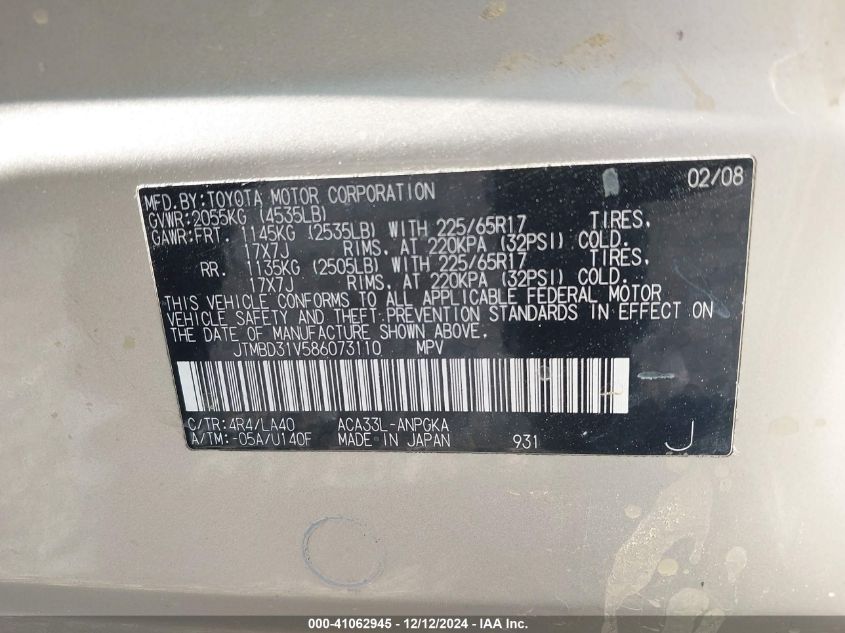 MFD.BY:TOYOTA MOTOR CORPORATION 02/08
GVWR:2055KG (4535LB)
GAWR:FRT. 1145KG (2535LB) WITH 225/65R17 TIRES,
17X7J RIMS, AT 220KPA (32PSI) COLD.
RR. 1135KG (2505LB) WITH 225/65R17 TIRES,
17X7J RIMS, AT 220KPA (32PSI) COLD.
THIS VEHICLE CONFORMS TO ALL APPLICABLE FEDERAL MOTOR
VEHICLE SAFETY AND THEFT PREVENTION STANDARDS IN EFFECT ON
THE DATE OF MANUFACTURE SHOWN ABOVE.
JTMBD31V586073110 MPV
C/TR:4R4/LA40 ACA33L-ANPGKA
A/TM:-05A/U140F MADE IN JAPAN 931 J
000-41062945 - 12/12/2024 - IAA Inc.